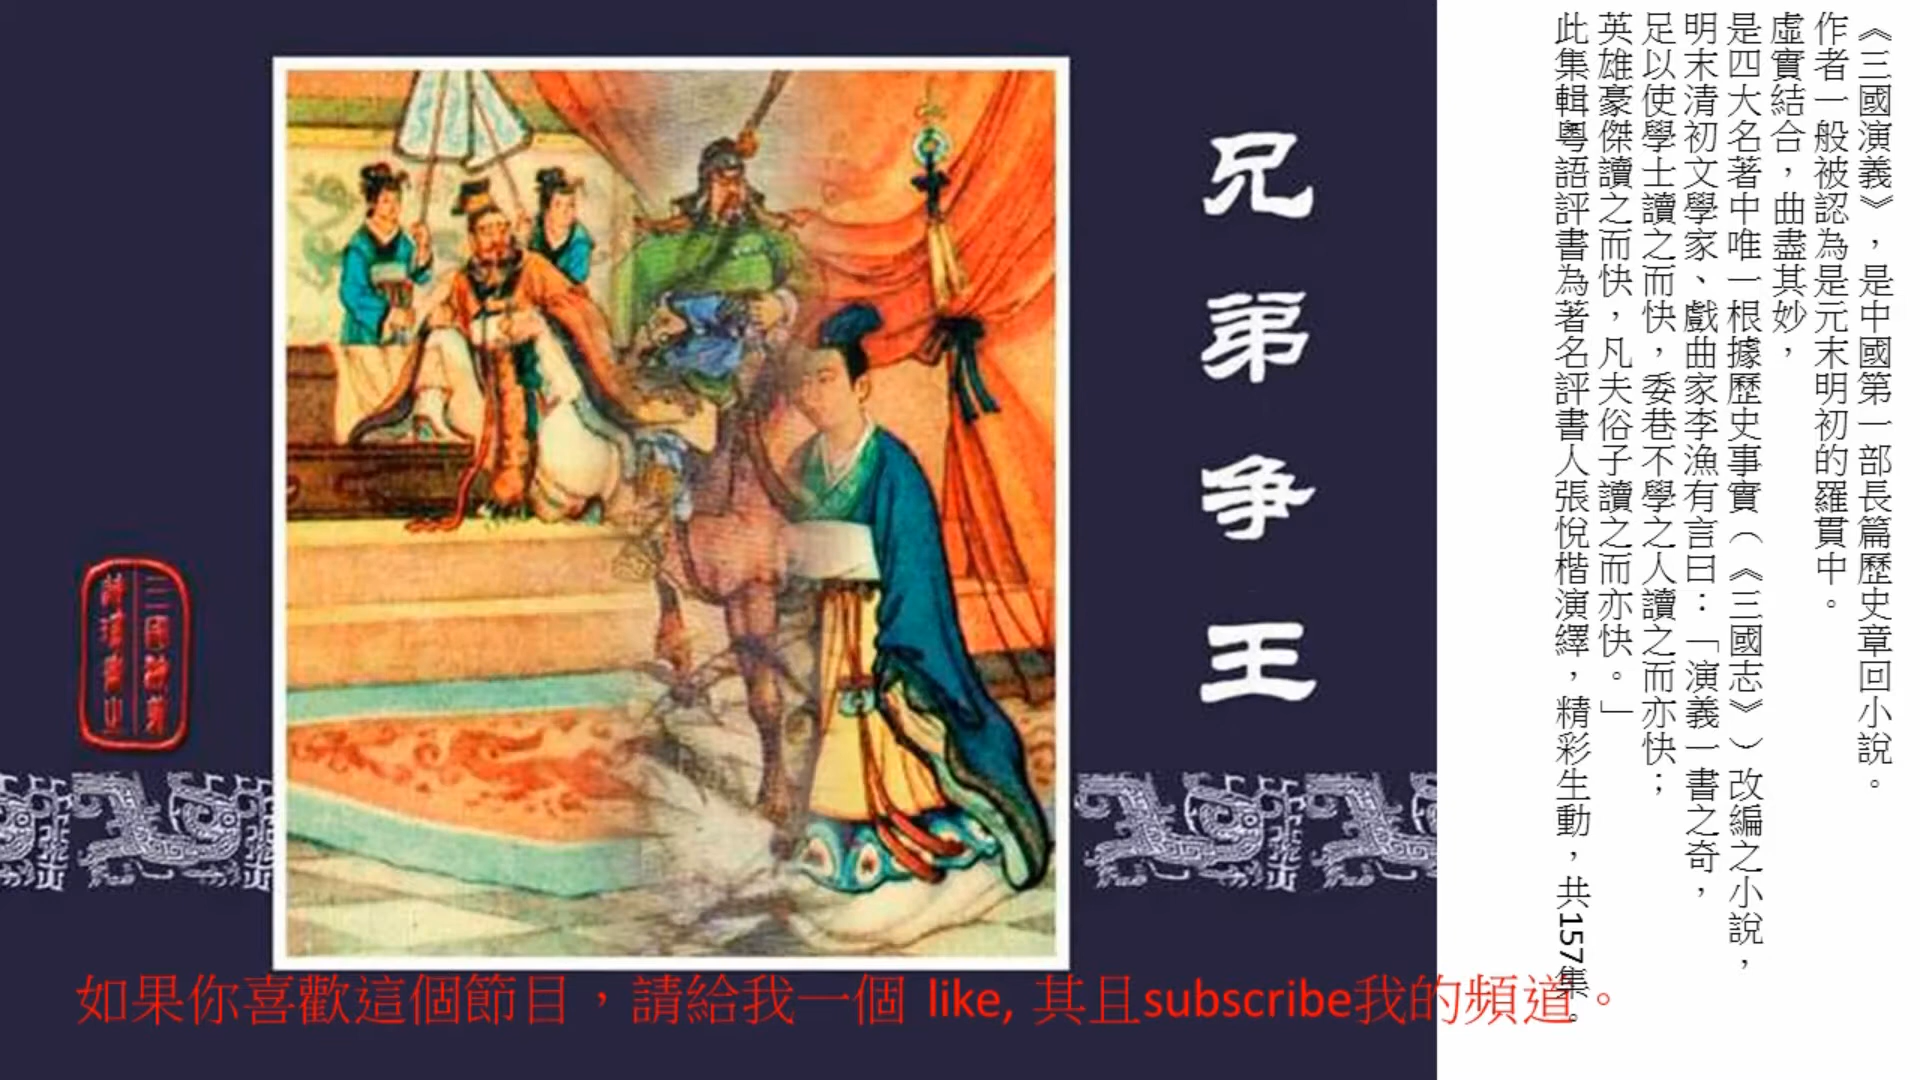 《三國演義》，是中國第一部長篇歷史章回小說。
作者一般被認為是元末明初的羅貫中。
虛實結合，曲盡其妙，
是四大名著中唯一根據歷史事實（《三國志》）改編之小說，
明末清初文學家、戲曲家李漁有言曰：「演義一書之奇，
足以使學士讀之而快，委巷不學之人讀之而亦快；
英雄豪傑讀之而快，凡夫俗子讀之而亦快。」
此集輯粵語評書為著名評書人張悅楷演繹，精彩生動，共157集。
兄弟争王
如果你喜歡這個節目，請給我一個 like, 其且subscribe我的頻道。